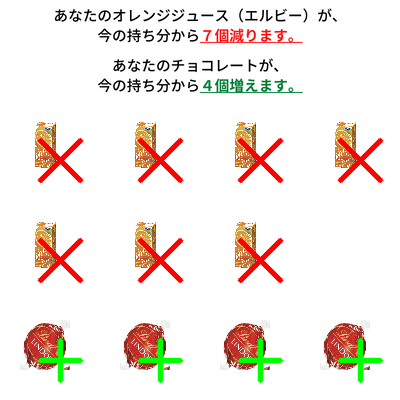 あなたのオレンジジュース（エルビー）が、
今の持ち分から７個減ります。
あなたのチョコレートが、
今の持ち分から４個増えます。